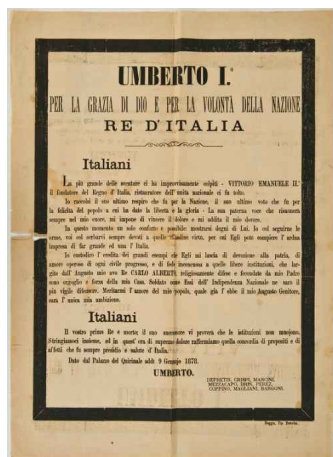 UMBERTO I.°
PER LA GRAZIA DI DIO E PER LA VOLONTÀ DELLA NAZIONE
RE D'ITALIA
Italiani
La più grande delle sventure ci ha improvvisamente colpiti - VITTORIO EMANUELE II.°
il fondatore del Regno d'Italia, restauratore dell'unità nazionale ci fu tolto.
Io raccolsi il suo ultimo respiro che fu per la Nazione, il suo ultimo voto che fu per
la felicità del popolo a cui ha dato la libertà e la gloria - La sua paterna voce che risuonerà
sempre nel mio cuore, mi impone di vincere il dolore e mi addita il mio dovere.
In questo momento un solo conforto è possibile: mostrarci degni di Lui. Io col seguirne le
orme, voi col serbarvi sempre devoti a quelle cittadine virtù, per cui Egli potè compiere l'ardua
impresa di far grande ed una l'Italia.
Io custodirò l'eredità dei grandi esempi che Egli mi lascia di devozione alla patria, di
amore operoso di ogni civile progresso, e di fede inconcussa a quelle libere istituzioni, che lar-
gite dall'Augusto mio avo Re CARLO ALBERTO, religiosamente difese e fecondate da mio Padre
sono orgoglio e forza della mia Casa. Soldato come Essi dell'Indipendenza Nazionale ne sarò il
più vigile difensore. Meritarmi l'amore del mio popolo, quale già l'ebbe il mio Augusto Genitore,
sarà l'unica mia ambizione.
Italiani
Il vostro primo Re è morto; il suo successore vi proverà che le istituzioni non muojono.
Stringiamoci insieme, ed in quest'ora di supremo dolore raffermiamo quella concordia di propositi e di
affetti che fu sempre presidio e salute d'Italia.
Dato dal Palazzo del Quirinale addì 9 Gennajo 1878.
UMBERTO.
DEPRETIS, CRISPI, MANCINI,
MEZZACAPO, BRIN, PEREZ,
COPPINO, MAGLIANI, BARGONI.